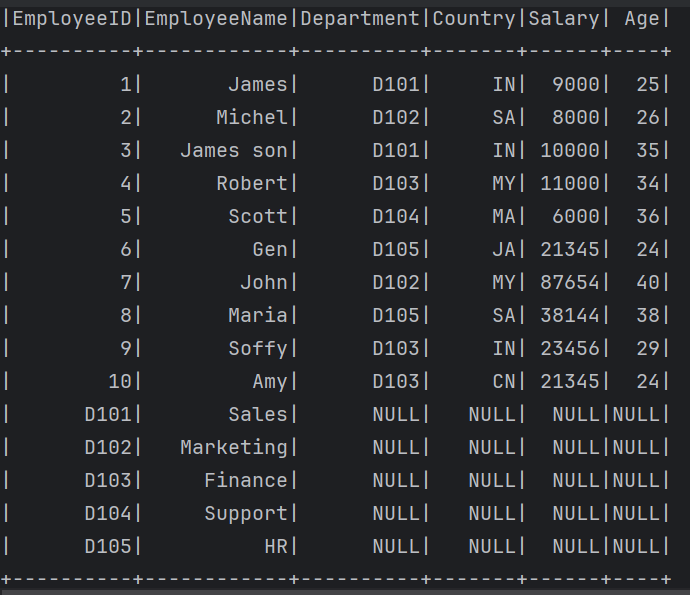 |EmployeeID|EmployeeName|Department|Country|Salary| Age|
+----------+------------+----------+-------+------+----+
|         1|       James|      D101|     IN|  9000|  25|
|         2|      Michel|      D102|     SA|  8000|  26|
|         3|   James son|      D101|     IN| 10000|  35|
|         4|      Robert|      D103|     MY| 11000|  34|
|         5|       Scott|      D104|     MA|  6000|  36|
|         6|         Gen|      D105|     JA| 21345|  24|
|         7|        John|      D102|     MY| 87654|  40|
|         8|       Maria|      D105|     SA| 38144|  38|
|         9|       Soffy|      D103|     IN| 23456|  29|
|        10|         Amy|      D103|     CN| 21345|  24|
|      D101|       Sales|      NULL|   NULL|  NULL|NULL|
|      D102|   Marketing|      NULL|   NULL|  NULL|NULL|
|      D103|     Finance|      NULL|   NULL|  NULL|NULL|
|      D104|     Support|      NULL|   NULL|  NULL|NULL|
|      D105|          HR|      NULL|   NULL|  NULL|NULL|
+----------+------------+----------+-------+------+----+